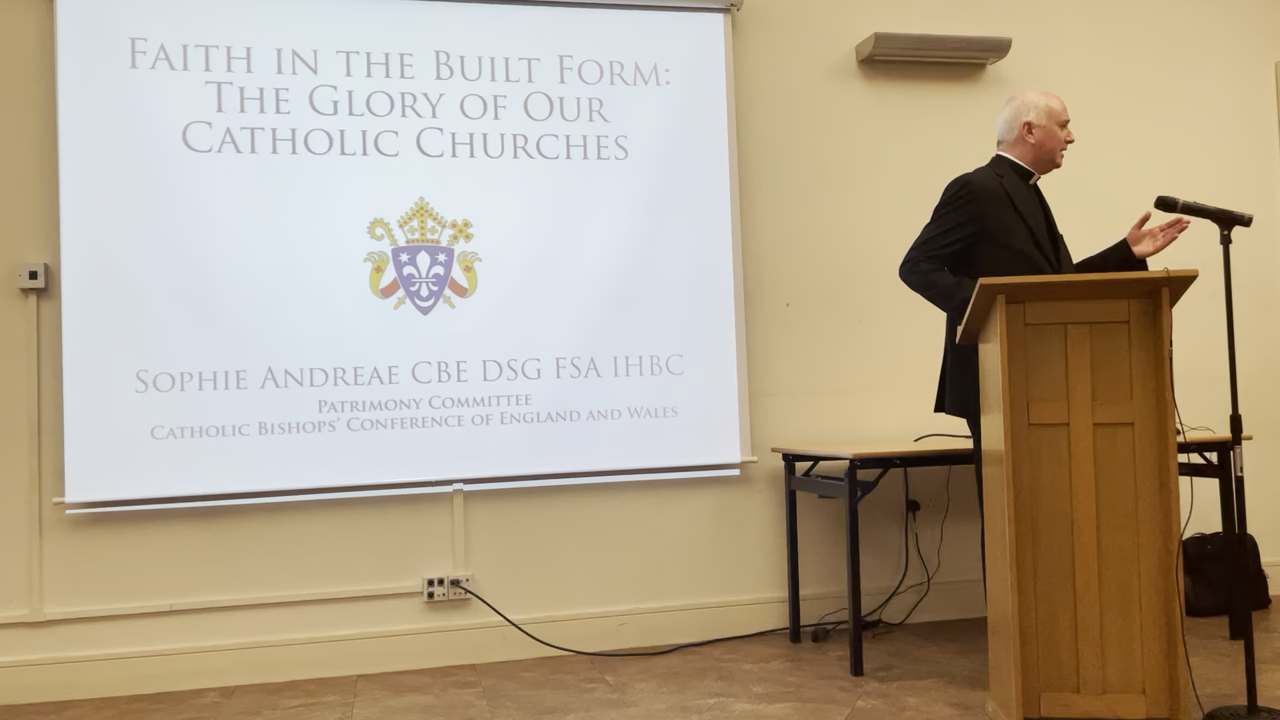 FAITH IN THE BUILT FORM:
THE GLORY OF OUR
CATHOLIC CHURCHES
SOPHIE ANDREAE CBE DSG FSA IHBC
PATRIMONY COMMITTEE
CATHOLIC BISHOPS' CONFERENCE OF ENGLAND AND WALES